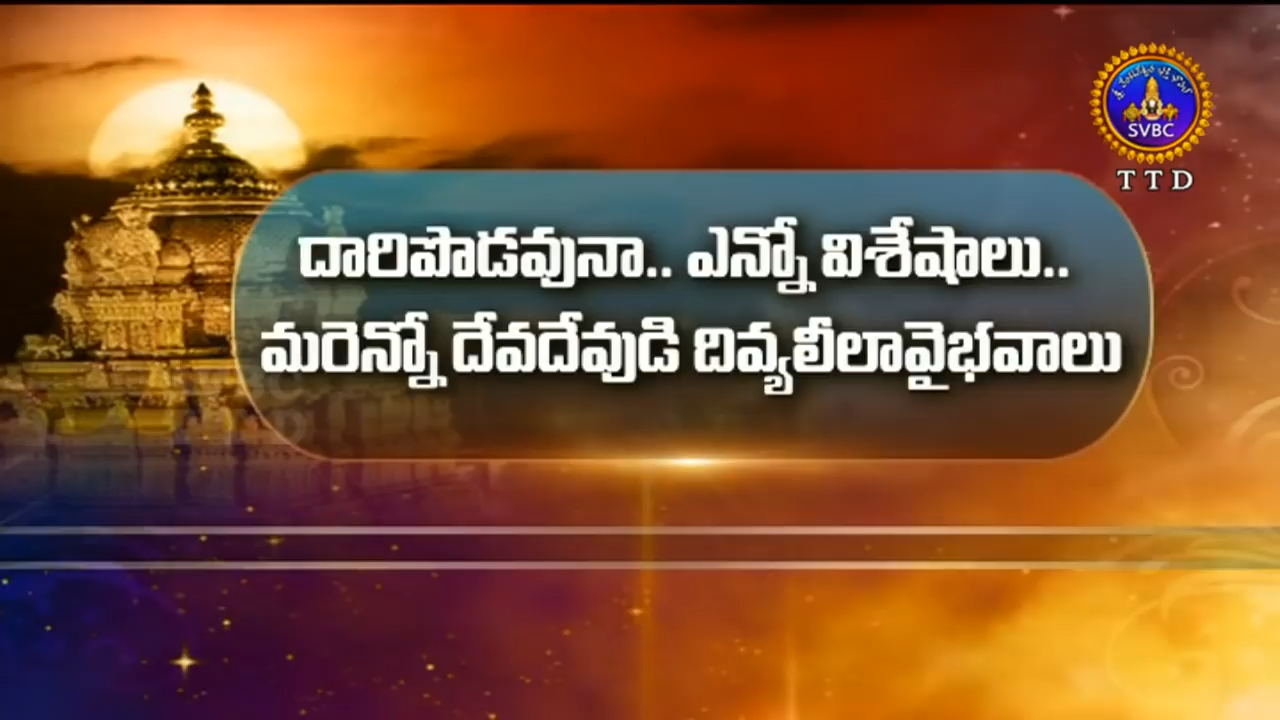 SVBC
TTD
దారిపొడవునా.. ఎన్నో విశేషాలు..
మరెన్నో దేవదేవుడి దివ్యలీలావైభవాలు